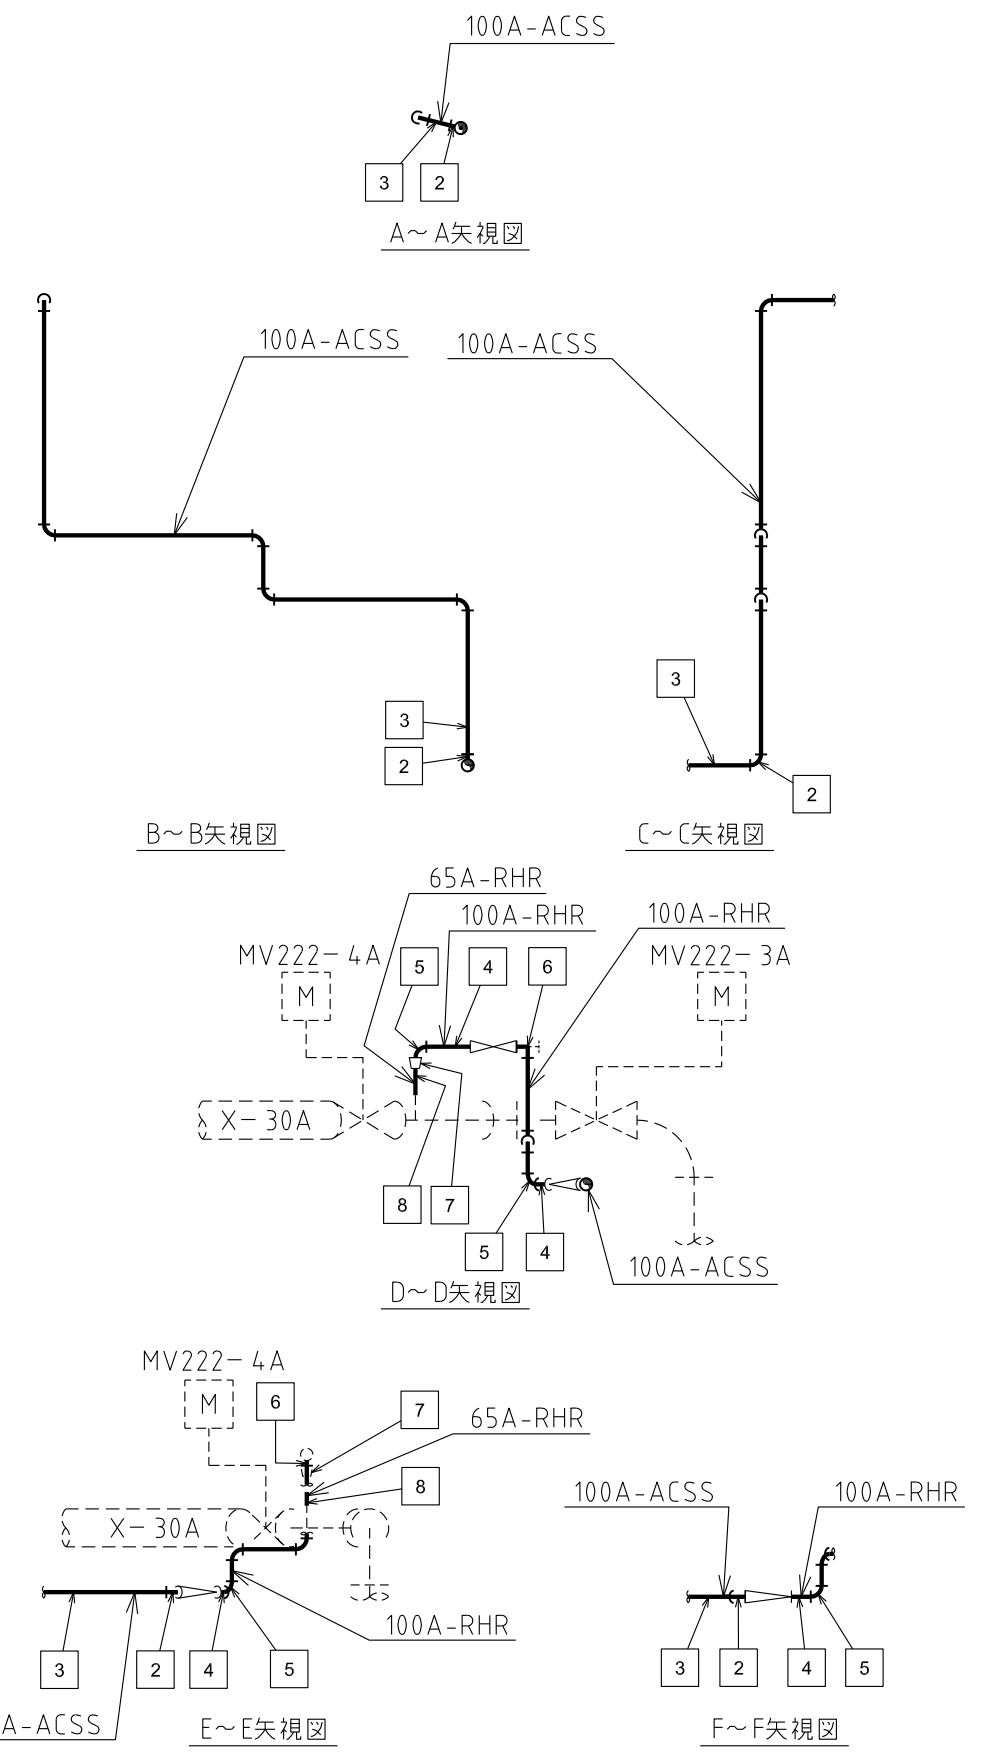 100A-ACSS
3
2
A～A矢視図
100A-ACSS
100A-ACSS
3
2
B～B矢視図
3
2
C～C矢視図
65A-RHR
100A-RHR
100A-RHR
MV222-4A
M
5
4
6
MV222-3A
M
X-30A
8
7
5
4
100A-ACSS
D～D矢視図
MV222-4A
M
6
7
65A-RHR
8
X-30A
100A-RHR
3
2
4
5
A-ACSS
E～E矢視図
100A-ACSS
100A-RHR
3
2
4
5
F～F矢視図